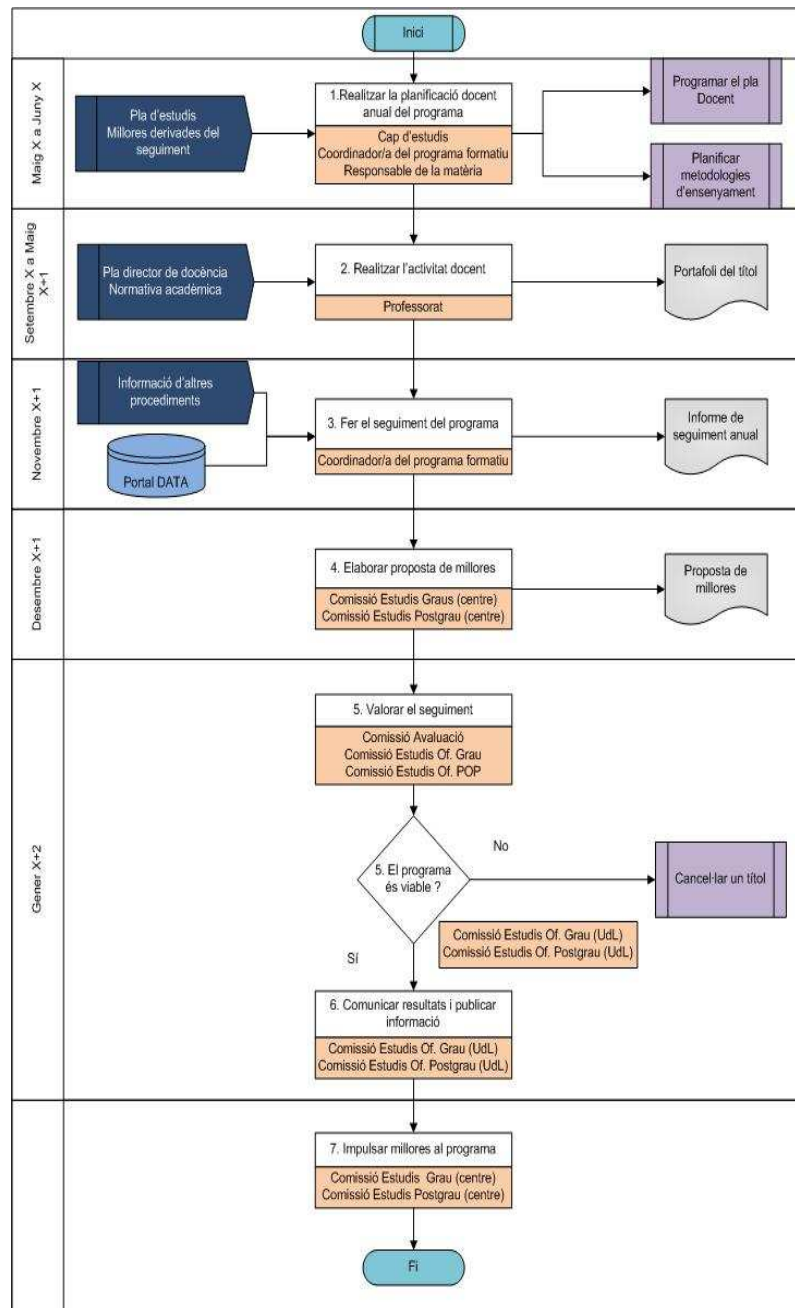 Inici
Maig X a Juny X
Pla d'estudis
Millores derivades del
seguiment
1.Realitzar la planificació docent
anual del programa
Cap d'estudis
Coordinador/a del programa formatiu
Responsable de la matèria
Programar el pla
Docent
Planificar
metodologies
d'ensenyament
Setembre X a Maig
X+1
Pla director de docència
Normativa acadèmica
2. Realitzar l'activitat docent
Professorat
Portafoli del títol
Novembre X+1
Informació d'altres
procediments
Portal DATA
3. Fer el seguiment del programa
Coordinador/a del programa formatiu
Informe de
seguiment anual
Desembre X+1
4. Elaborar proposta de millores
Comissió Estudis Graus (centre)
Comissió Estudis Postgrau (centre)
Proposta de
millores
Gener X+2
5. Valorar el seguiment
Comissió Avaluació
Comissió Estudis Of. Grau
Comissió Estudis Of. POP
5. El programa
és viable ?
No
Cancel·lar un títol
Comissió Estudis Of. Grau (UdL)
Comissió Estudis Of. Postgrau (UdL)
Sí
6. Comunicar resultats i publicar
informació
Comissió Estudis Of. Grau (UdL)
Comissió Estudis Of. Postgrau (UdL)
7. Impulsar millores al programa
Comissió Estudis Grau (centre)
Comissió Estudis Postgrau (centre)
Fi